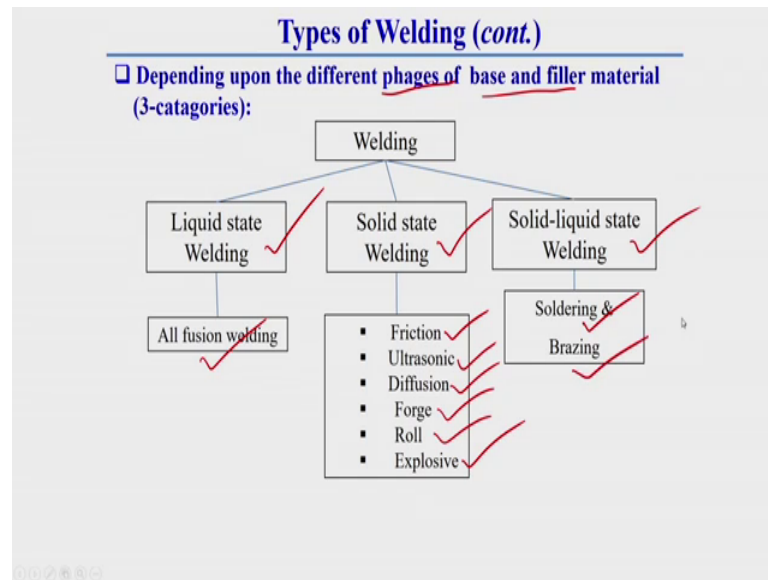 Types of Welding (cont.)
Depending upon the different phages of base and filler material
(3-catagories):
Welding
Liquid state
Welding
Solid state
Welding
Solid-liquid state
Welding
All fusion welding
Friction
Ultrasonic
Diffusion
Forge
Roll
Explosive
Soldering &
Brazing